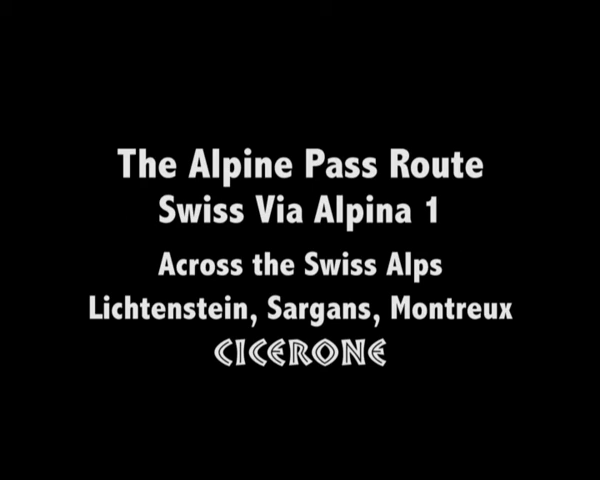 The Alpine Pass Route
Swiss Via Alpina 1
Across the Swiss Alps
Lichtenstein, Sargans, Montreux
CICERONE